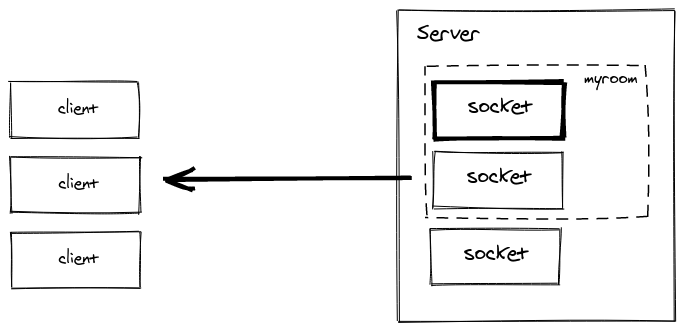 Server
myroom
client
socket
client
socket
client
socket